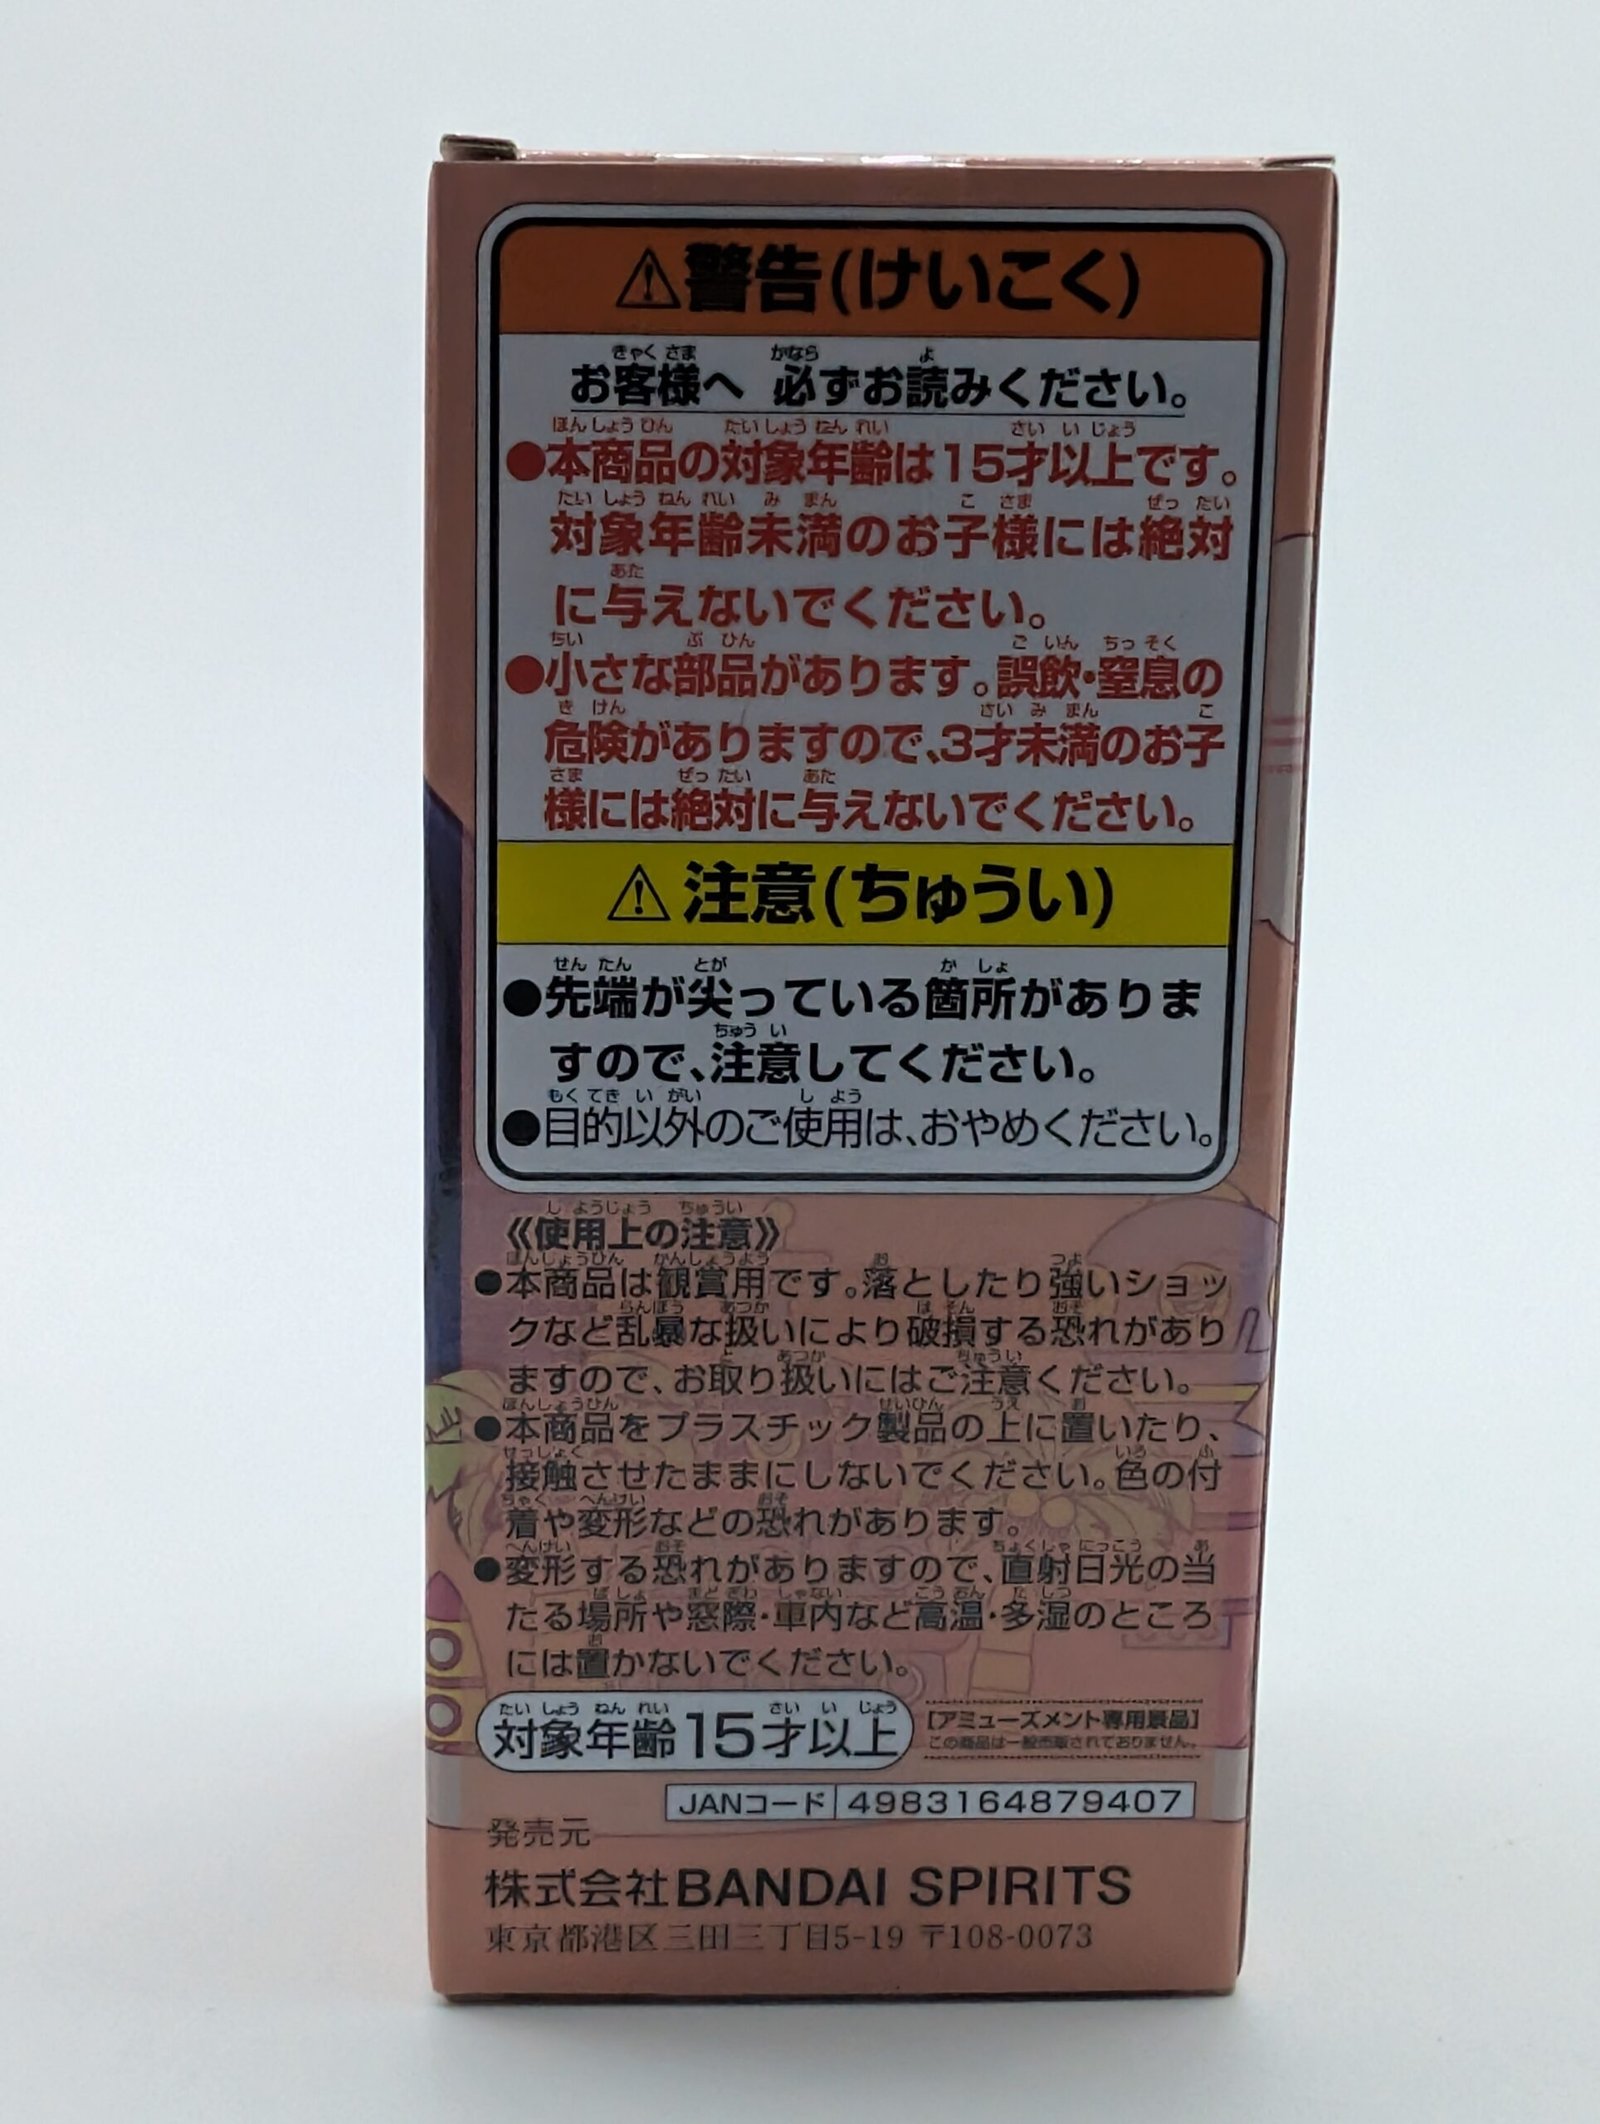 ⚠警告(けいこく)
お客様へ 必ずお読みください。
●本商品の対象年齢は15才以上です。
対象年齢未満のお子様には絶対
に与えないでください。
●小さな部品があります。誤飲・窒息の
危険がありますので、3才未満のお子
様には絶対に与えないでください。
⚠注意(ちゅうい)
●先端が尖っている箇所がありま
すので、注意してください。
●目的以外のご使用は、おやめください。
《使用上の注意》
●本商品は観賞用です。落としたり強いショッ
クなど乱暴な扱いにより破損する恐れがあり
ますので、お取り扱いにはご注意ください。
●本商品をプラスチック製品の上に置いたり、
接触させたままにしないでください。色の付
着や変形などの恐れがあります。
●変形する恐れがありますので、直射日光の当
たる場所や窓際・車内など高温・多湿のところ
には置かないでください。
対象年齢15才以上
【アミューズメント専用景品】
この商品は一般市販されておりません。
JANコード 4983164879407
発売元
株式会社BANDAI SPIRITS
東京都港区三田三丁目5-19 〒108-0073